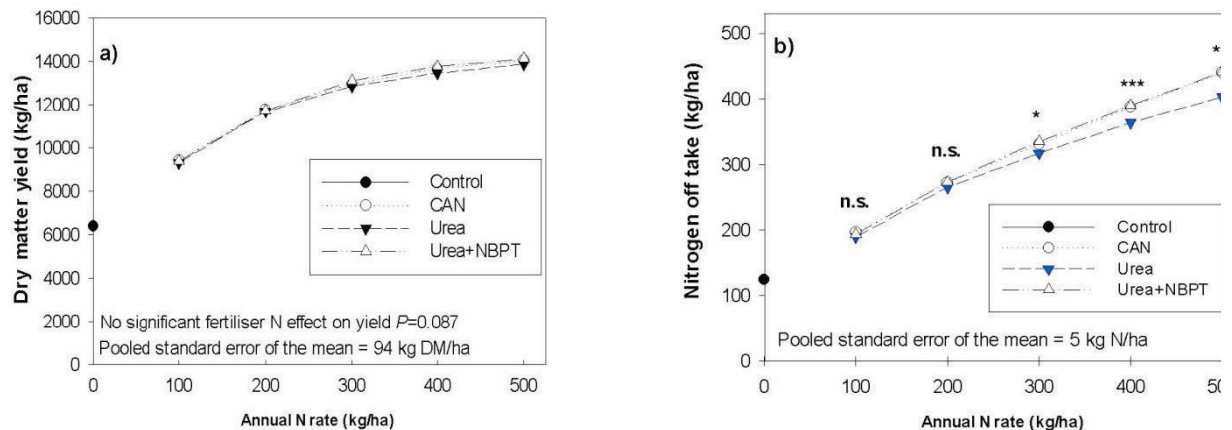 a)
Dry matter yield (kg/ha)
16000
14000
12000
10000
8000
6000
4000
2000
0
Control
CAN
Urea
Urea+NBPT
No significant fertiliser N effect on yield P=0.087
Pooled standard error of the mean = 94 kg DM/ha
0 100 200 300 400 500
Annual N rate (kg/ha)
b)
Nitrogen off take (kg/ha)
500
400
300
200
100
0
n.s.
n.s.
*
***
*
Control
CAN
Urea
Urea+NBPT
Pooled standard error of the mean = 5 kg N/ha
0 100 200 300 400 50
Annual N rate (kg/ha)